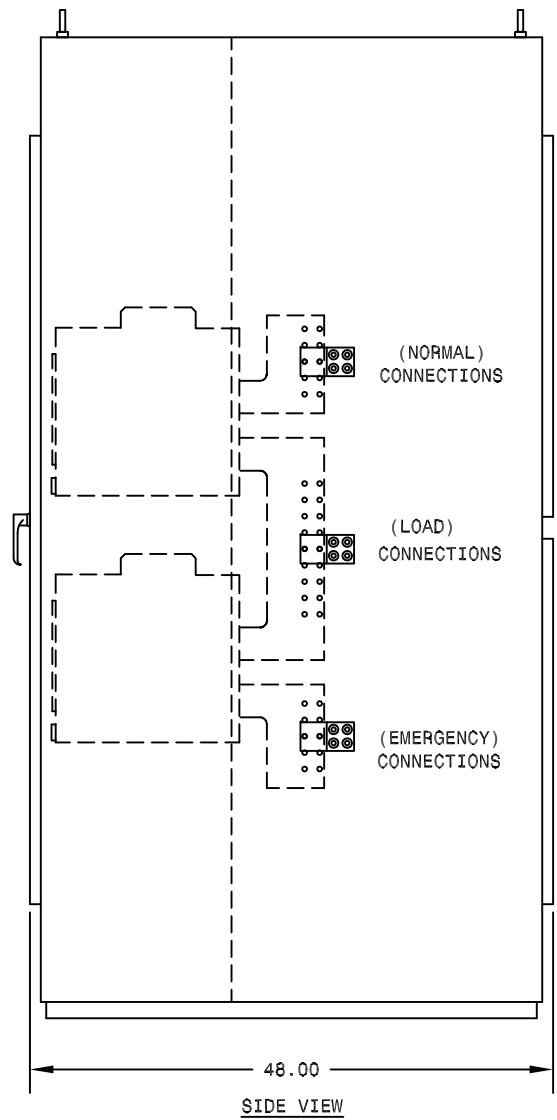 (NORMAL)
CONNECTIONS
(LOAD)
CONNECTIONS
(EMERGENCY)
CONNECTIONS
48.00
SIDE VIEW